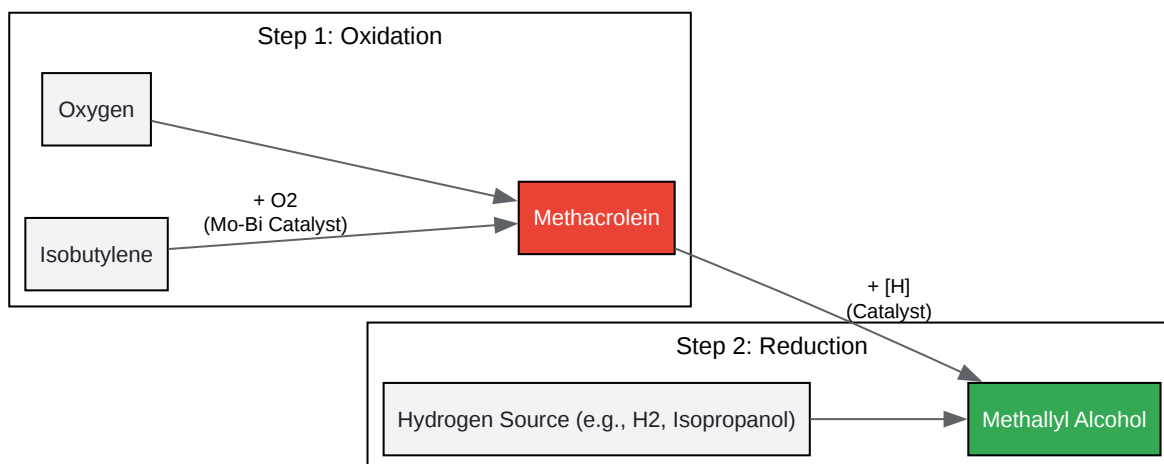 Step 1: Oxidation
Oxygen
+ O2
(Mo-Bi Catalyst)
Isobutylene
Methacrolein
+ [H]
(Catalyst)
Step 2: Reduction
Hydrogen Source (e.g., H2, Isopropanol)
Methallyl Alcohol